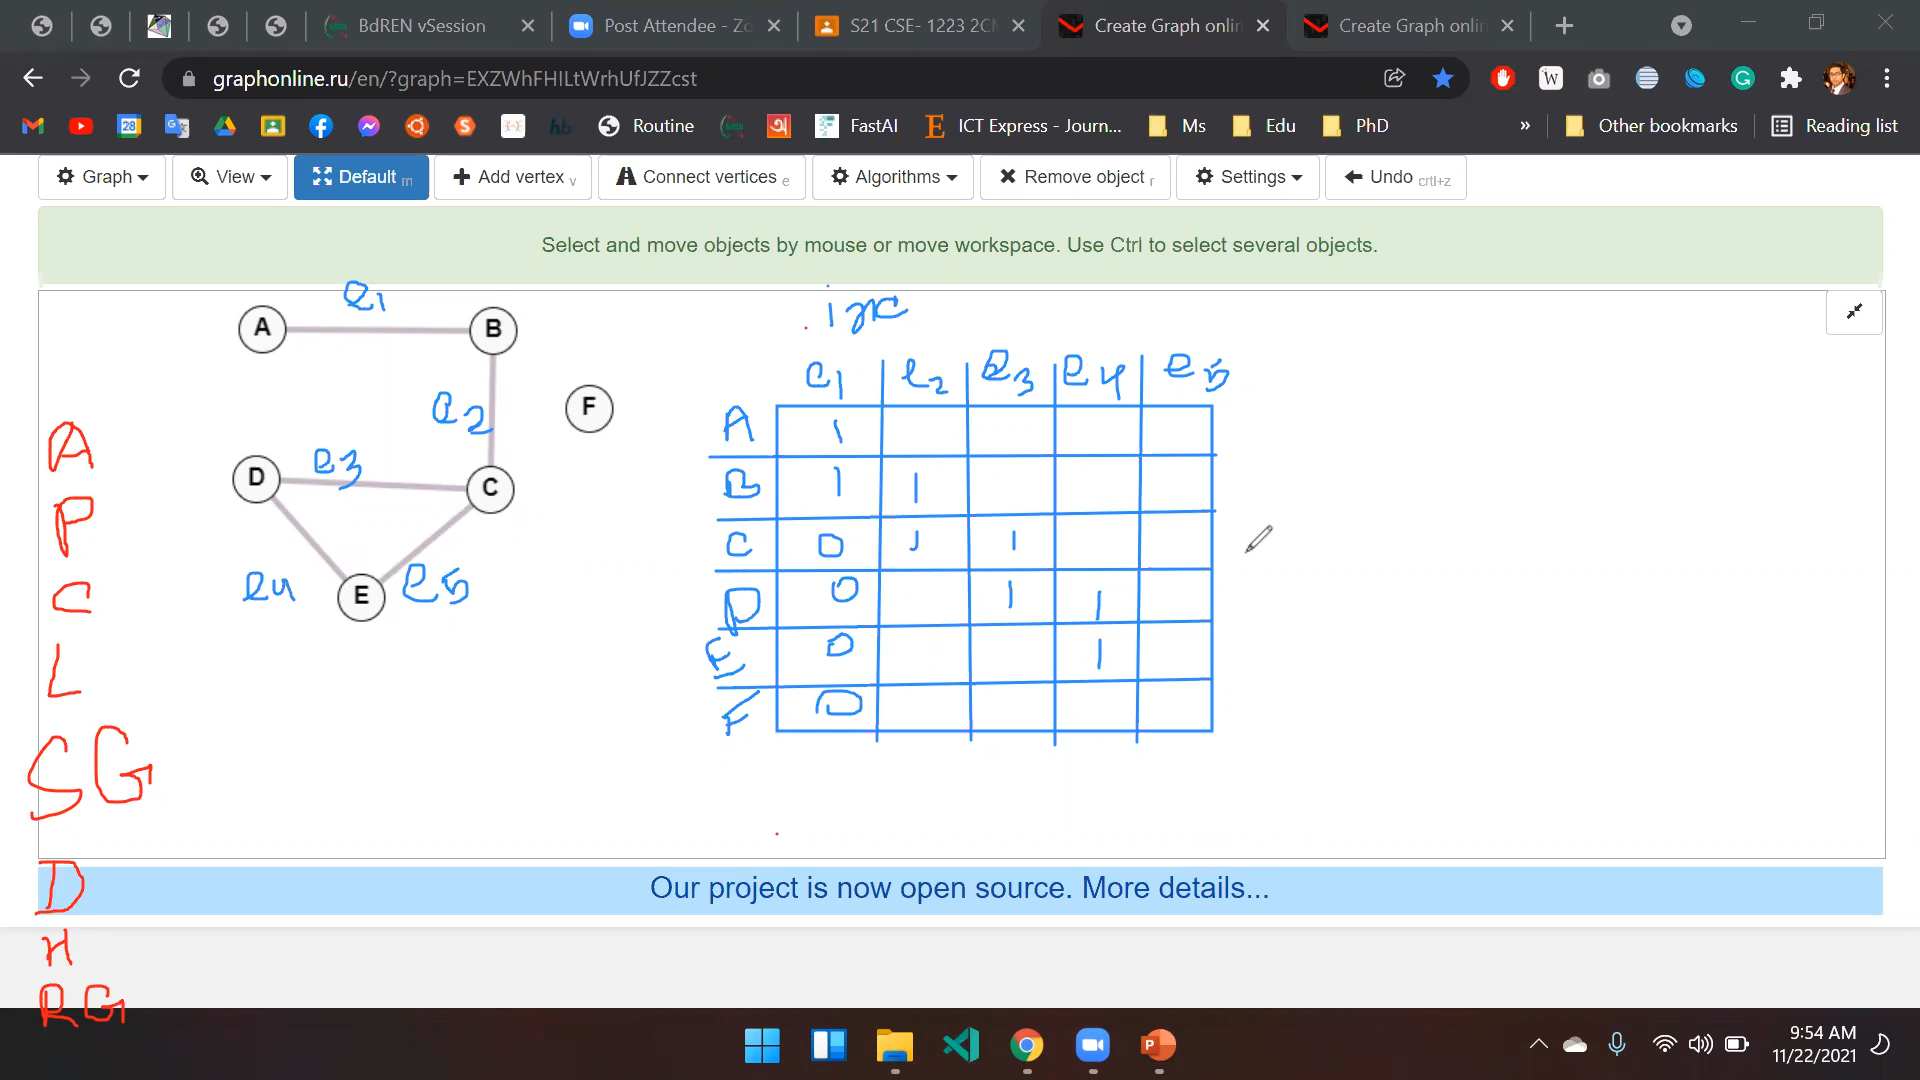 BdREN vSession
Post Attendee - Zo
S21 CSE- 1223 2CM
Create Graph onlin
Create Graph onlin
graphonline.ru/en/?graph=EXZWhFHILtWrhUfJZZcst
28
hb
Routine
FastAI
ICT Express - Journ...
Ms
Edu
PhD
»
Other bookmarks
Reading list
Graph
View
Default m
Add vertex v
Connect vertices e
Algorithms
Remove object r
Settings
Undo crtl+z
Select and move objects by mouse or move workspace. Use Ctrl to select several objects.
A e1 B
e2 F
D e3 C
e4 E e5
inc
e1 e2 e3 e4 e5
A 1
B 1 1
C 0 1 1
D 0 1 1
E 0 1
F 0
A
P
C
L
SG
D
H
RG
Our project is now open source. More details...
9:54 AM
11/22/2021